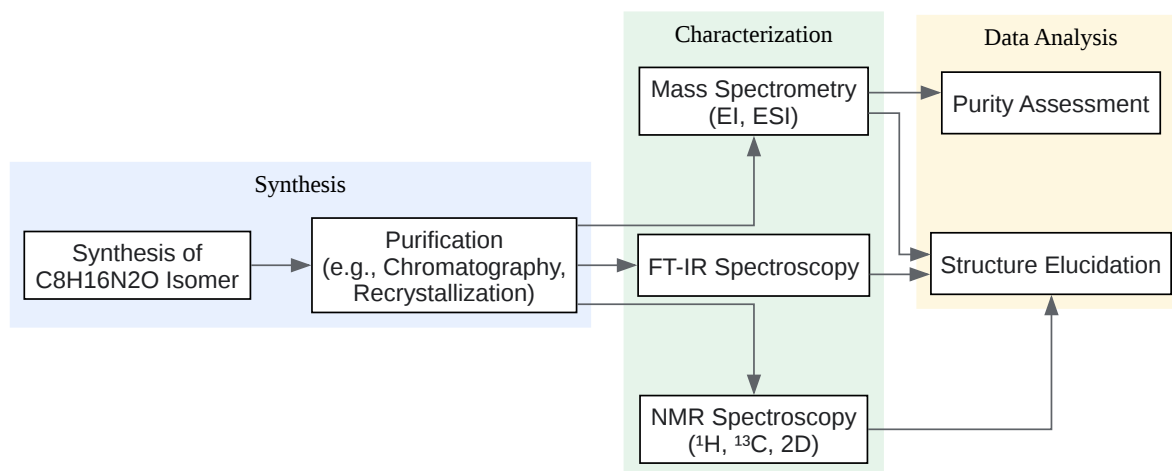 Synthesis
Synthesis of
C8H16N2O Isomer
Purification
(e.g., Chromatography,
Recrystallization)
Characterization
Mass Spectrometry
(EI, ESI)
FT-IR Spectroscopy
NMR Spectroscopy
(¹H, ¹³C, 2D)
Data Analysis
Purity Assessment
Structure Elucidation